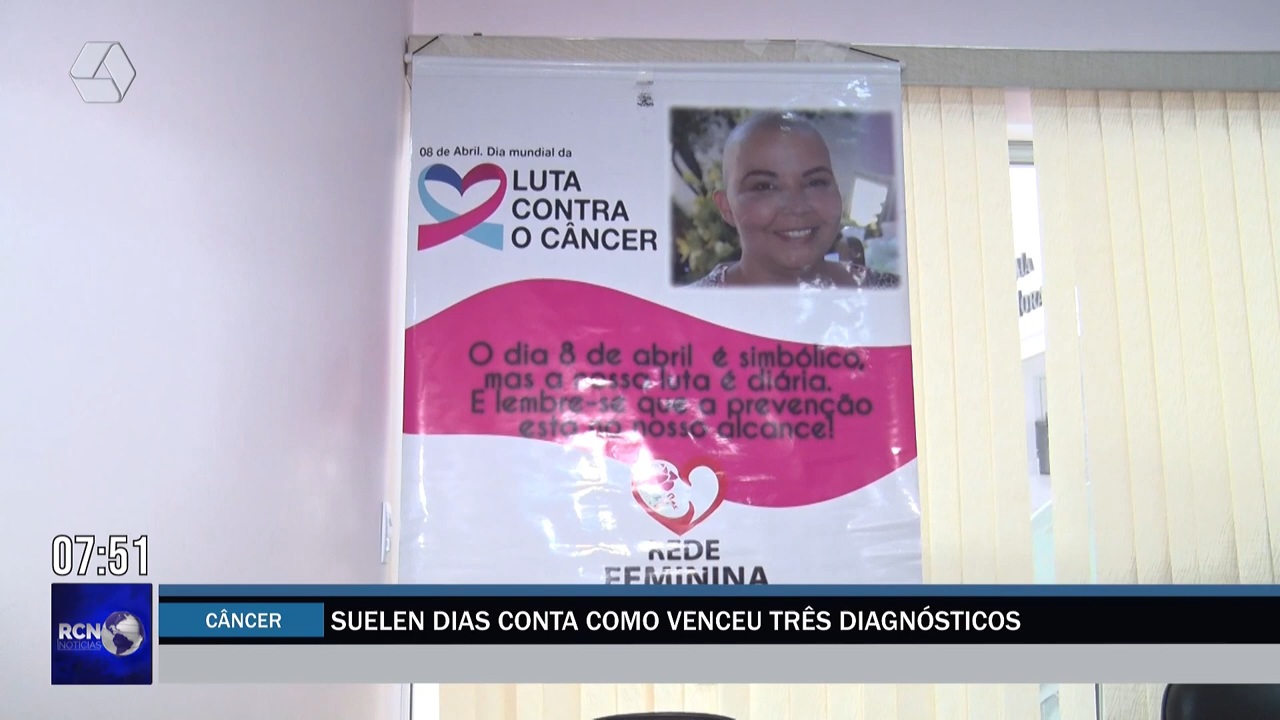 08 de Abril. Dia mundial da
LUTA
CONTRA
O CÂNCER
O dia 8 de abril é simbólico,
mas a nossa luta é diária.
E lembre-se que a prevenção
esta no nosso alcance!
REDE
FEMININA
07:51
RCN
NOTÍCIAS
CÂNCER
SUELEN DIAS CONTA COMO VENCEU TRÊS DIAGNÓSTICOS